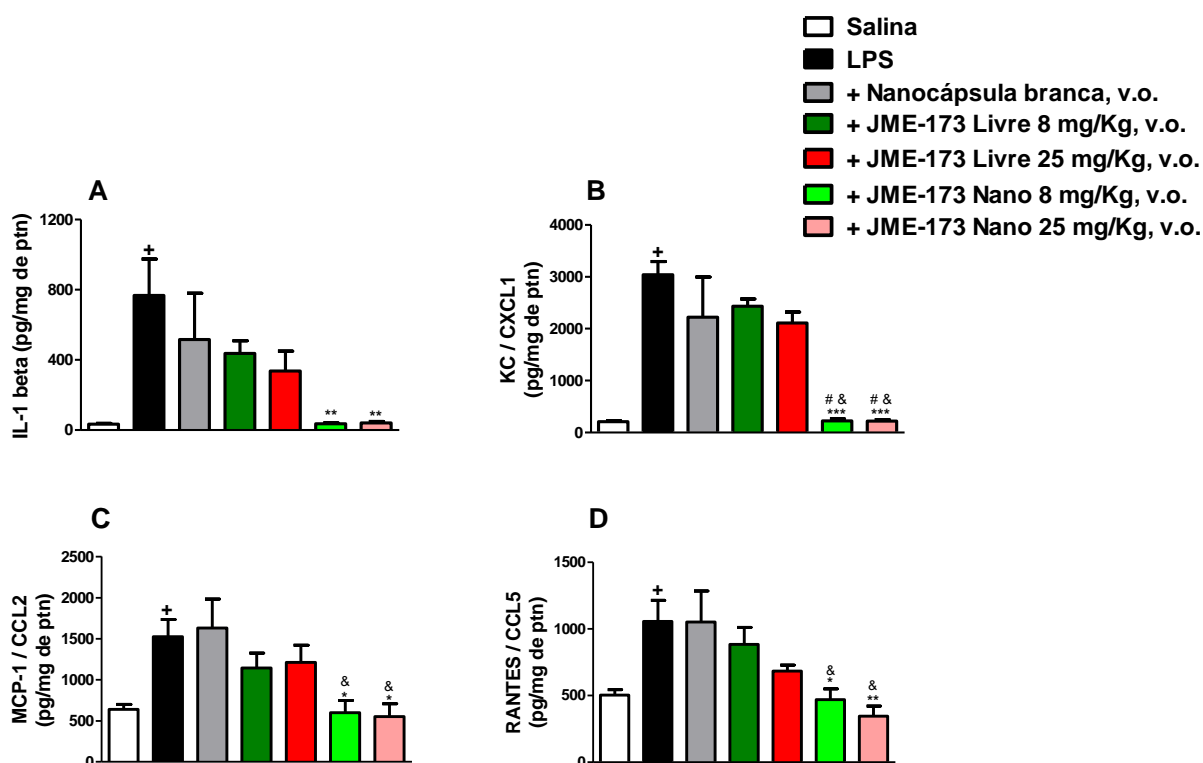 Salina
LPS
+ Nanocápsula branca, v.o.
+ JME-173 Livre 8 mg/Kg, v.o.
+ JME-173 Livre 25 mg/Kg, v.o.
+ JME-173 Nano 8 mg/Kg, v.o.
+ JME-173 Nano 25 mg/Kg, v.o.
A
IL-1 beta (pg/mg de ptn)
1200
800
400
0
+
**
**
B
KC / CXCL1
(pg/mg de ptn)
4000
3000
2000
1000
0
+
# &
***
# &
***
C
MCP-1 / CCL2
(pg/mg de ptn)
2500
2000
1500
1000
500
0
+
&
*
&
*
D
RANTES / CCL5
(pg/mg de ptn)
1500
1000
500
0
+
&
*
&
**